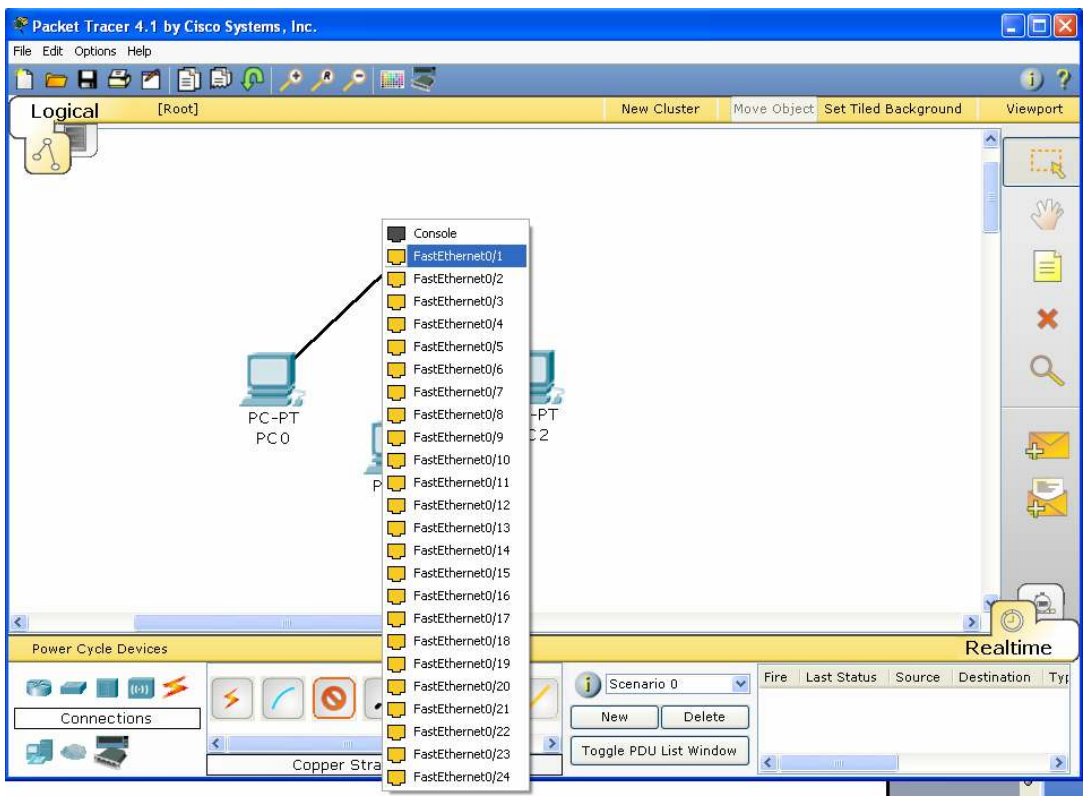 Packet Tracer 4.1 by Cisco Systems, Inc.
File Edit Options Help
Logical [Root] New Cluster Move Object Set Tiled Background Viewport
Console
FastEthernet0/1
FastEthernet0/2
FastEthernet0/3
FastEthernet0/4
FastEthernet0/5
FastEthernet0/6
FastEthernet0/7
FastEthernet0/8
FastEthernet0/9
FastEthernet0/10
FastEthernet0/11
FastEthernet0/12
FastEthernet0/13
FastEthernet0/14
FastEthernet0/15
FastEthernet0/16
FastEthernet0/17
FastEthernet0/18
FastEthernet0/19
FastEthernet0/20
FastEthernet0/21
FastEthernet0/22
FastEthernet0/23
FastEthernet0/24
PC-PT
PC0
-PT
2
P
Power Cycle Devices
Realtime
Connections
Copper Stra
Scenario 0
New Delete
Toggle PDU List Window
Fire Last Status Source Destination Typ